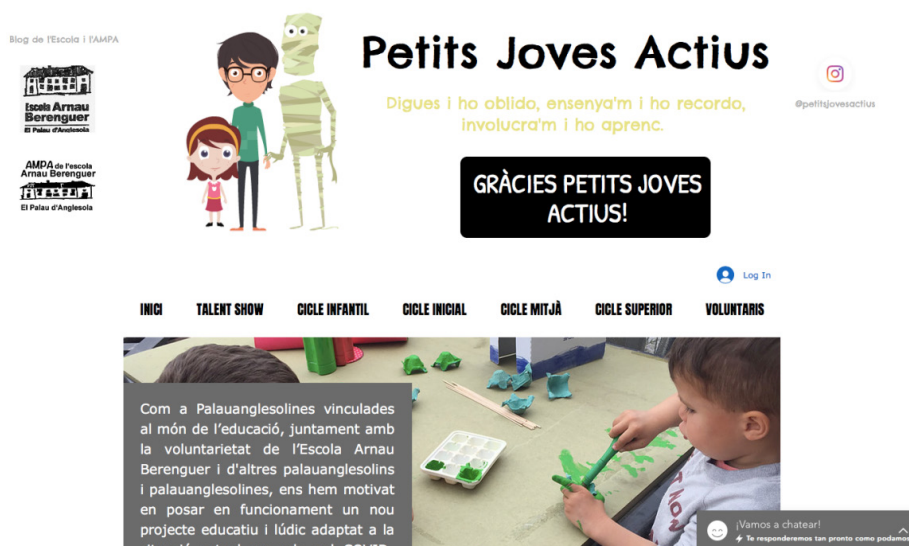 Blog de l'Escola i l'AMPA
Escola Arnau
Berenguer
El Palau d'Anglesola
AMPA de l'escola
Arnau Berenguer
El Palau d'Anglesola
Petits Joves Actius
Digues i ho oblido, ensenya'm i ho recordo,
involucra'm i ho aprenc.
GRÀCIES PETITS JOVES
ACTIUS!
@petitsjovesactius
Log In
INICI TALENT SHOW CICLE INFANTIL CICLE INICIAL CICLE MITJÀ CICLE SUPERIOR VOLUNTARIS
Com a Palauanglesolines vinculades
al món de l'educació, juntament amb
la voluntarietat de l'Escola Arnau
Berenguer i d'altres palauanglesolins
i palauanglesolines, ens hem motivat
en posar en funcionament un nou
projecte educatiu i lúdic adaptat a la
¡Vamos a chatear!
Te responderemos tan pronto como podamos